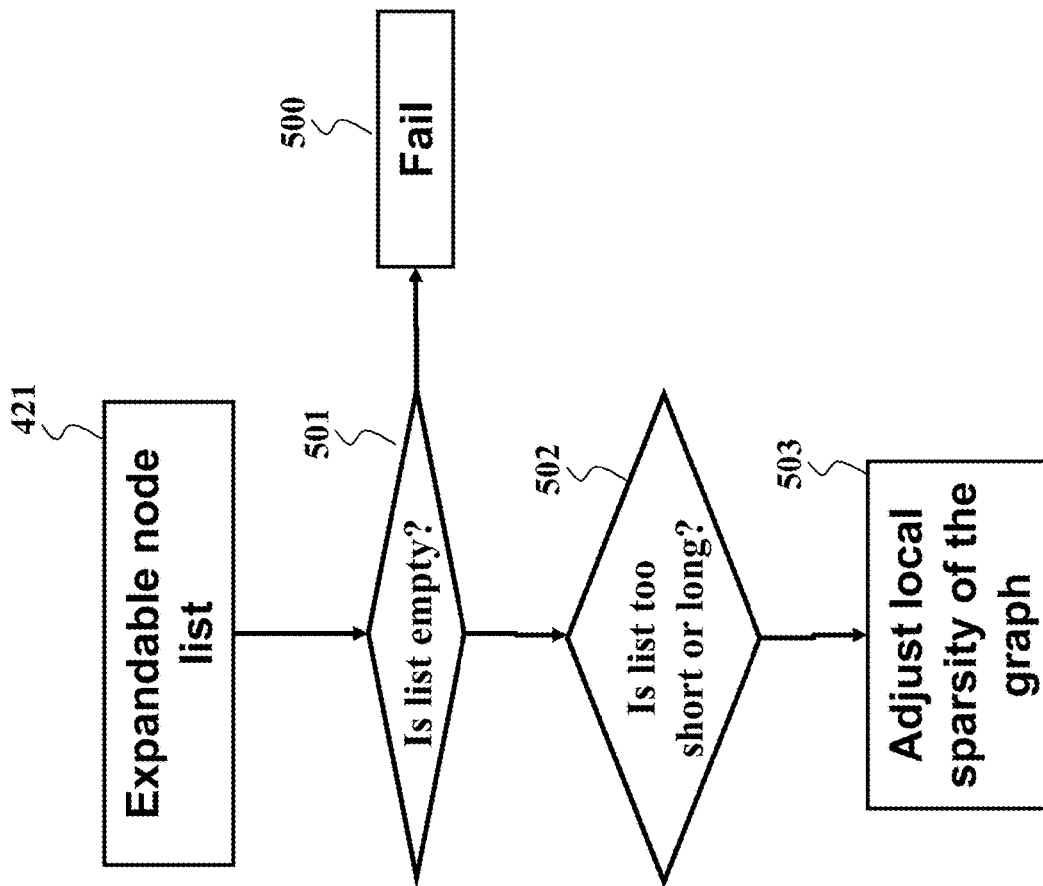 421
Expandable node
list
501
Is list empty?
500
Fail
502
Is list too
short or long?
503
Adjust local
sparsity of the
graph